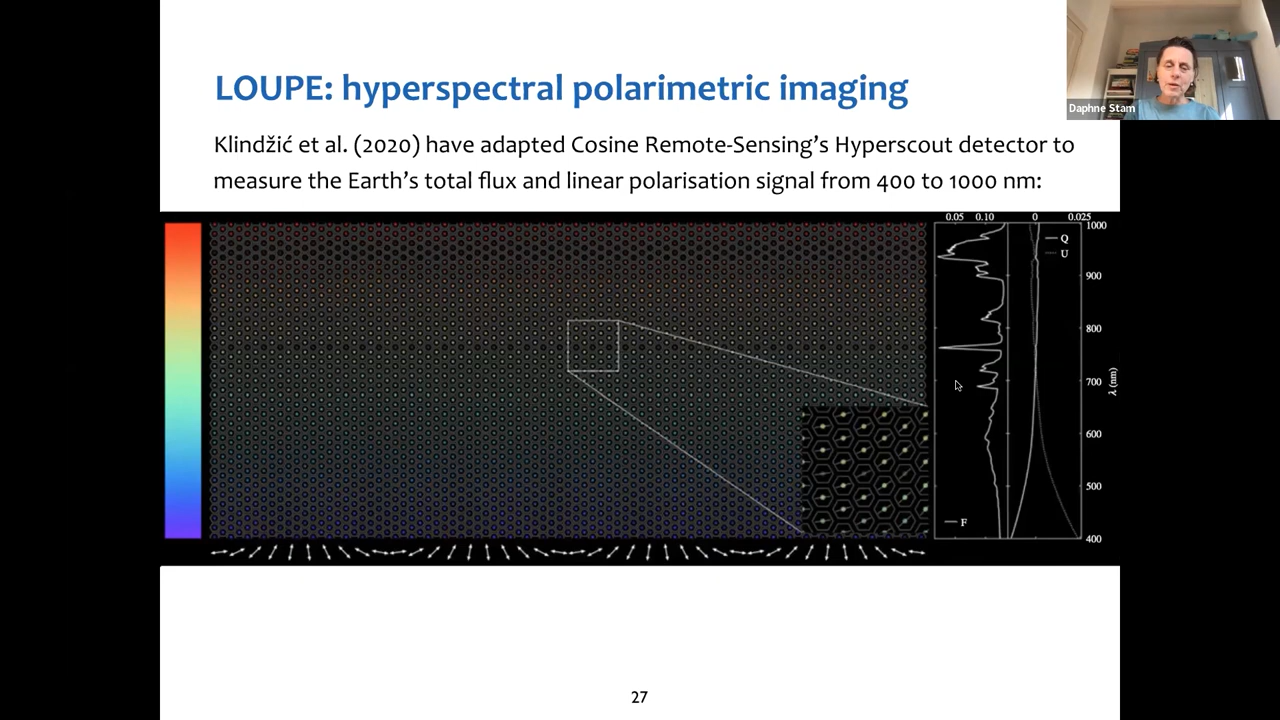 LOUPE: hyperspectral polarimetric imaging
Daphne Stam
Klindžić et al. (2020) have adapted Cosine Remote-Sensing's Hyperscout detector to
measure the Earth's total flux and linear polarisation signal from 400 to 1000 nm:
0.05 0.10 0 0.025
1000
Q
U
900
800
700
λ (nm)
600
500
F
400
27